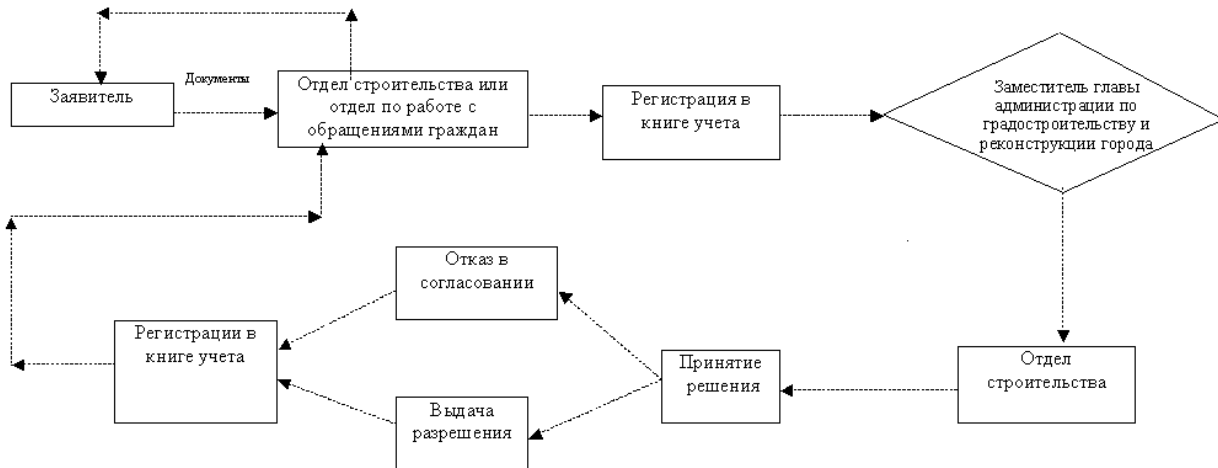 Заявитель
Документы
Отдел строительства или
отдел по работе с
обращениями граждан
Регистрация в
книге учета
Заместитель главы
администрации по
градостроительству и
реконструкции города
Отказ в
согласовании
Регистрации в
книге учета
Принятие
решения
Отдел
строительства
Выдача
разрешения